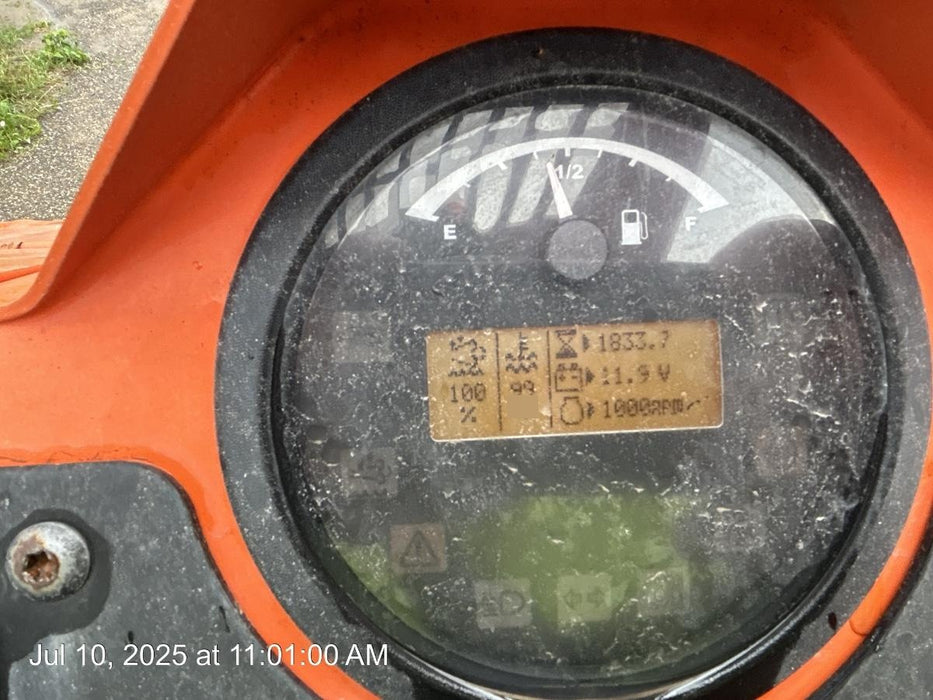 1/2
E
F
1833.7
11.9 V
100
99
%
1000rpm
Jul 10, 2025 at 11:01:00 AM